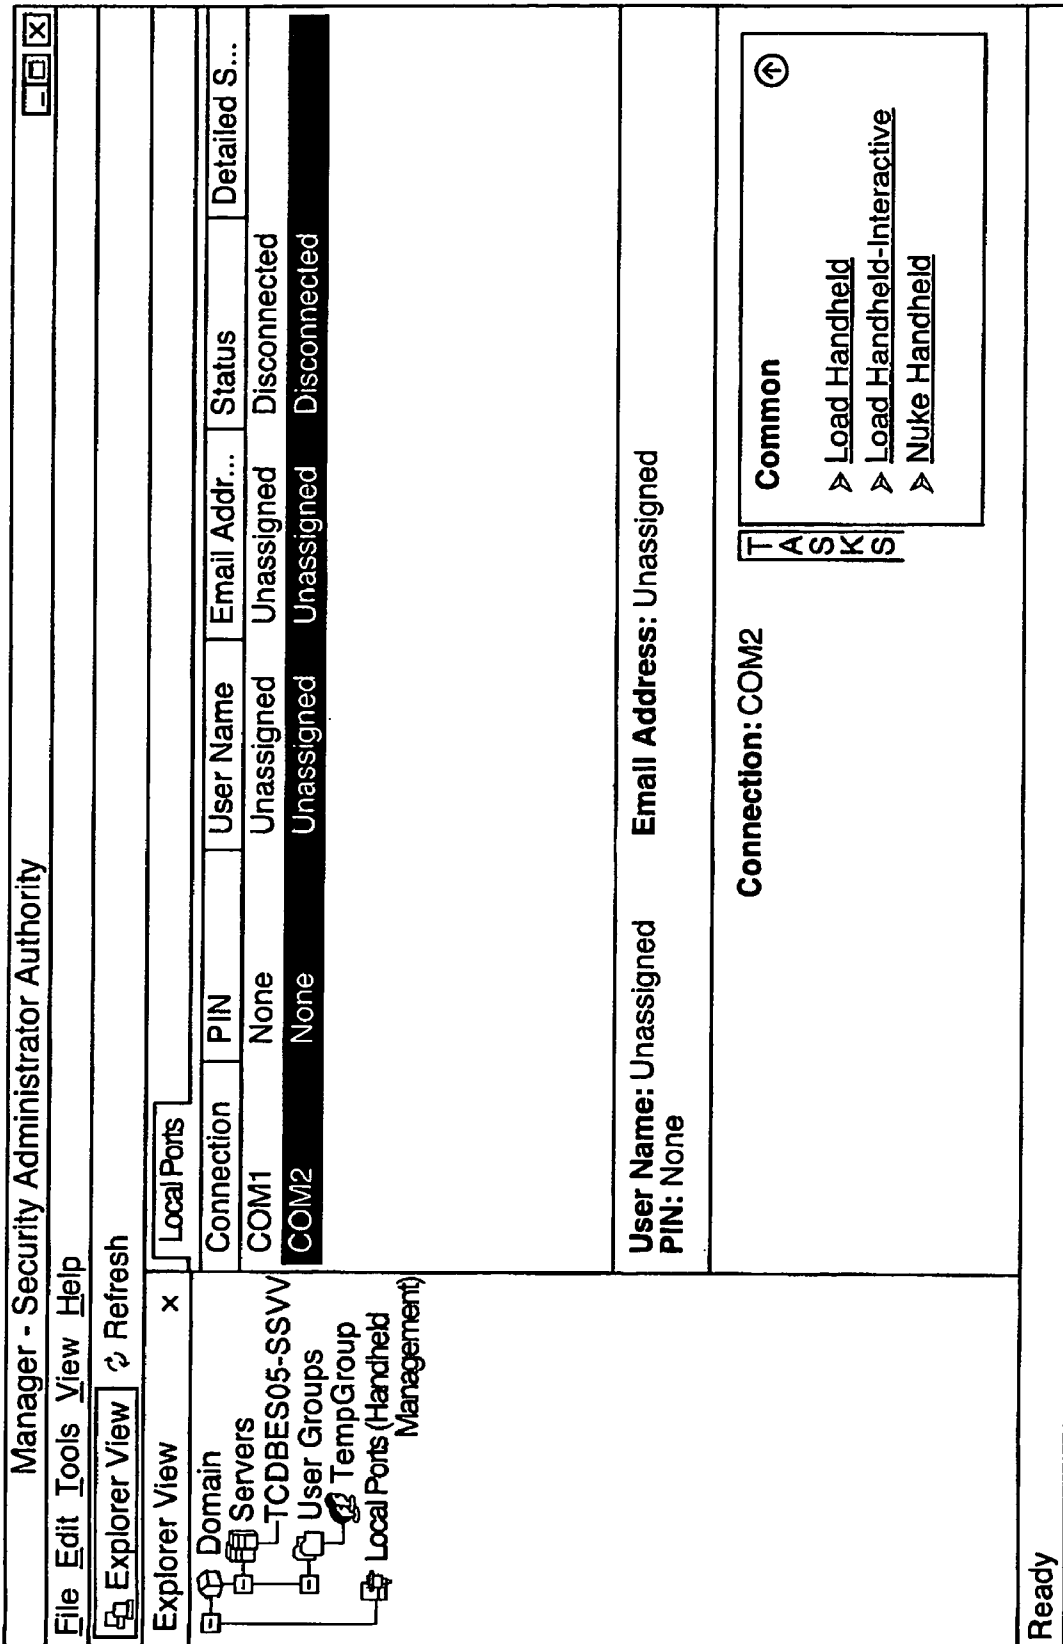 Manager - Security Administrator Authority
File Edit Tools View Help
Explorer View Refresh
Explorer View x
Domain
Servers
TCDBES05-SSVV
User Groups
TempGroup
Local Ports (Handheld
Management)
Local Ports
Connection PIN User Name Email Addr... Status Detailed S...
COM1 None Unassigned Unassigned Disconnected
COM2 None Unassigned Unassigned Disconnected
User Name: Unassigned Email Address: Unassigned
PIN: None
Connection: COM2
TASKS
Common
Load Handheld
Load Handheld-Interactive
Nuke Handheld
Ready